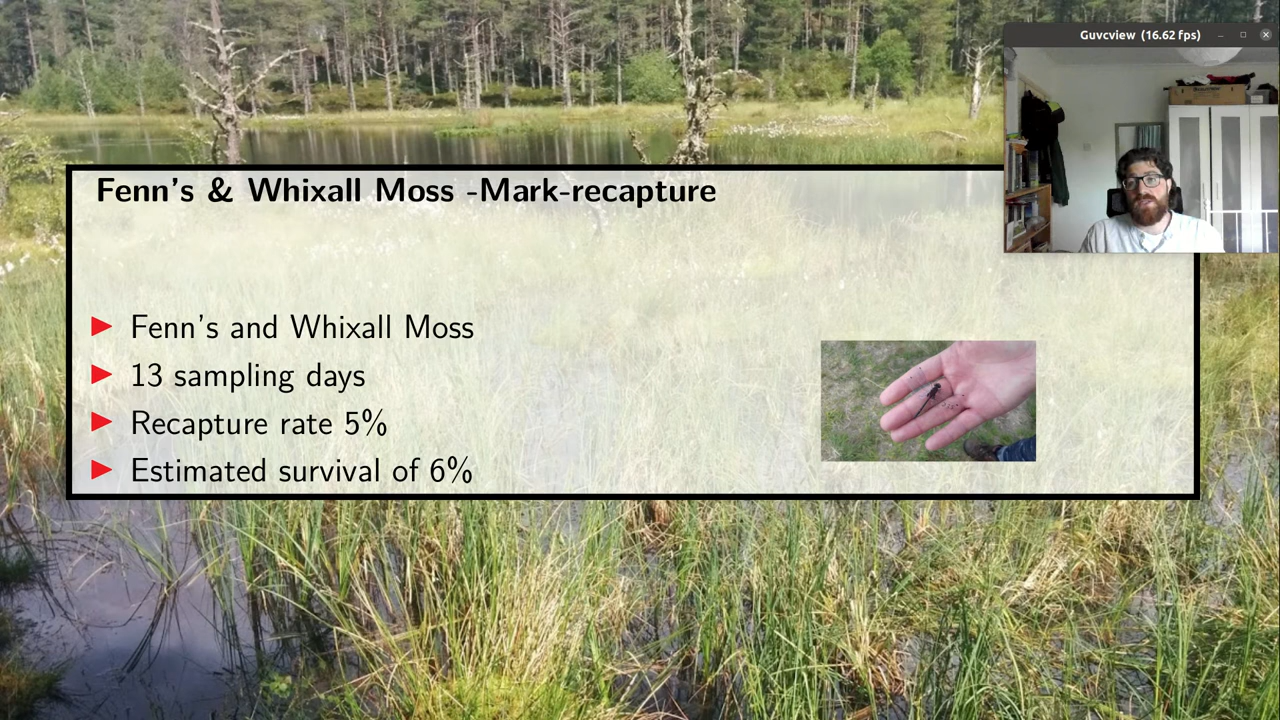 Guvcview (16.62 fps)
Fenn's & Whixall Moss -Mark-recapture
Fenn's and Whixall Moss
13 sampling days
Recapture rate 5%
Estimated survival of 6%